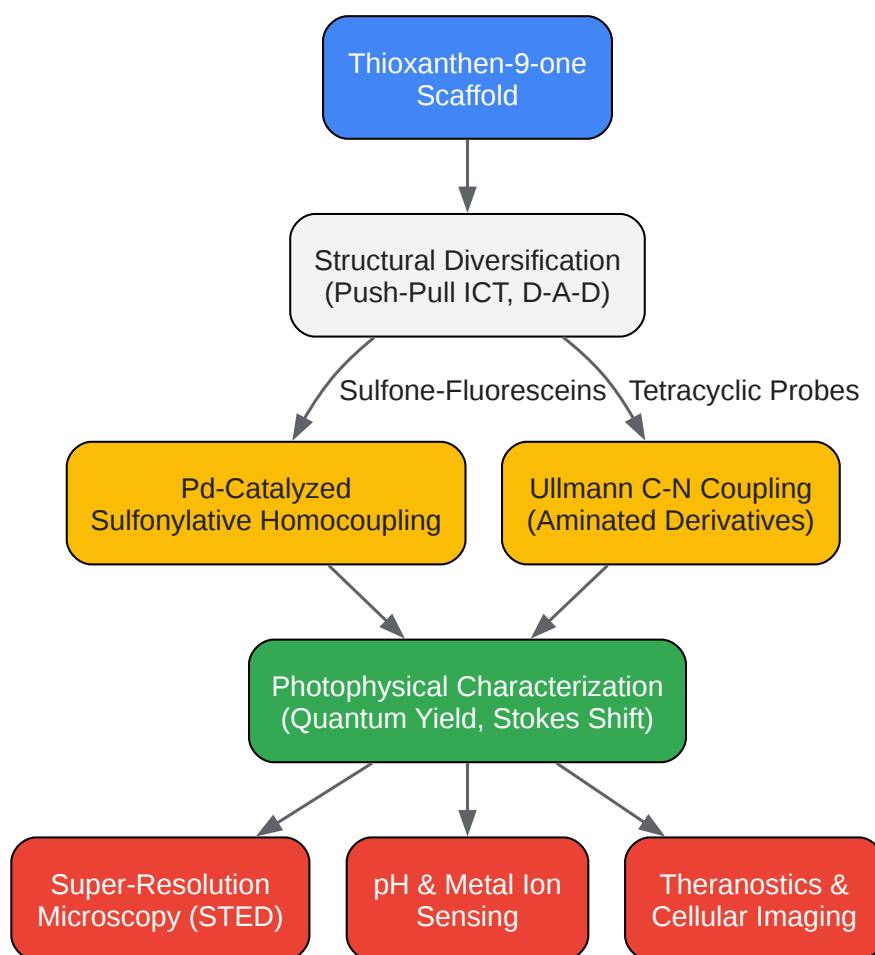 Thioxanthen-9-one
Scaffold
Structural Diversification
(Push-Pull ICT, D-A-D)
Sulfone-Fluoresceins
Tetracyclic Probes
Pd-Catalyzed
Sulfonylative Homocoupling
Ullmann C-N Coupling
(Aminated Derivatives)
Photophysical Characterization
(Quantum Yield, Stokes Shift)
Super-Resolution
Microscopy (STED)
pH & Metal Ion
Sensing
Theranostics &
Cellular Imaging